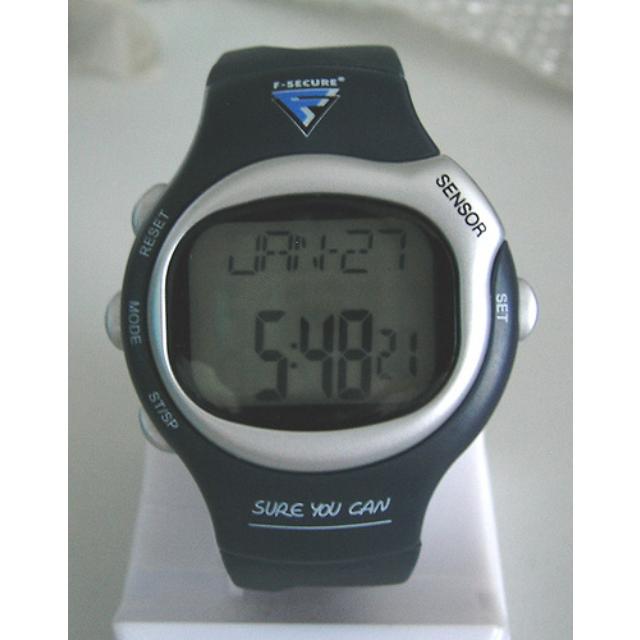 F-SECURE®
SENSOR
RESET
JAN-27
MODE
SET
5:48 21
ST/SP
SURE YOU CAN